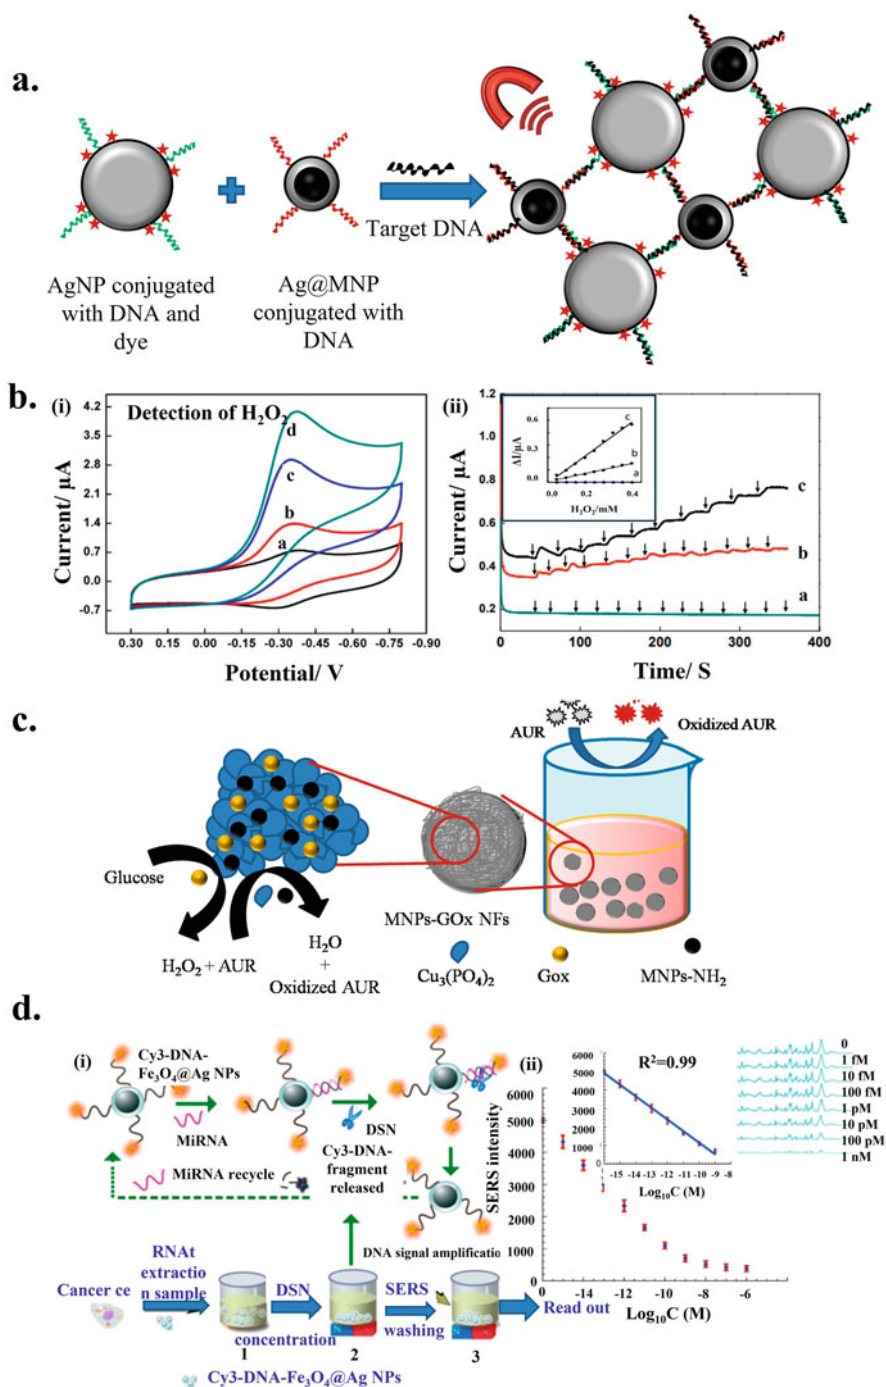 a.
Target DNA
AgNP conjugated
with DNA and
dye
Ag@MNP
conjugated with
DNA
b.
(i)
Detection of H₂O₂
4.2
3.5
2.8
2.1
1.4
0.7
0.0
-0.7
Current/ μA
d
c
b
a
0.30
0.15
0.00
-0.15
-0.30
-0.45
-0.60
-0.75
-0.90
Potential/ V
(ii)
1.2
1.0
0.8
0.6
0.4
0.2
Current/ μA
0.6
0.3
0.0
ΔI/μA
c
b
a
0.0
0.2
0.4
H₂O₂/mM
c
b
a
0
100
200
300
400
Time/ S
c.
AUR
Oxidized AUR
Glucose
H₂O₂ + AUR
H₂O
+
Oxidized AUR
MNPs-GOx NFs
Cu₃(PO₄)₂
Gox
MNPs-NH₂
d.
(i)
Cy3-DNA-
Fe₃O₄@Ag NPs
MiRNA
DSN
Cy3-DNA-
fragment
released
MiRNA recycle
DNA signal amplificatio
Cancer ce
RNAt
extractio
n sample
DSN
concentration
SERS
washing
Read out
1
2
3
Cy3-DNA-Fe₃O₄@Ag NPs
(ii)
R²=0.99
6000
5000
4000
3000
2000
1000
0
-15
-14
-13
-12
-11
-10
-9
-8
Log₁₀C (M)
SERS intensity
6000
5000
4000
3000
2000
1000
0
0
-14
-12
-10
-8
-6
Log₁₀C (M)
0
1 fM
10 fM
100 fM
1 pM
10 pM
100 pM
1 nM